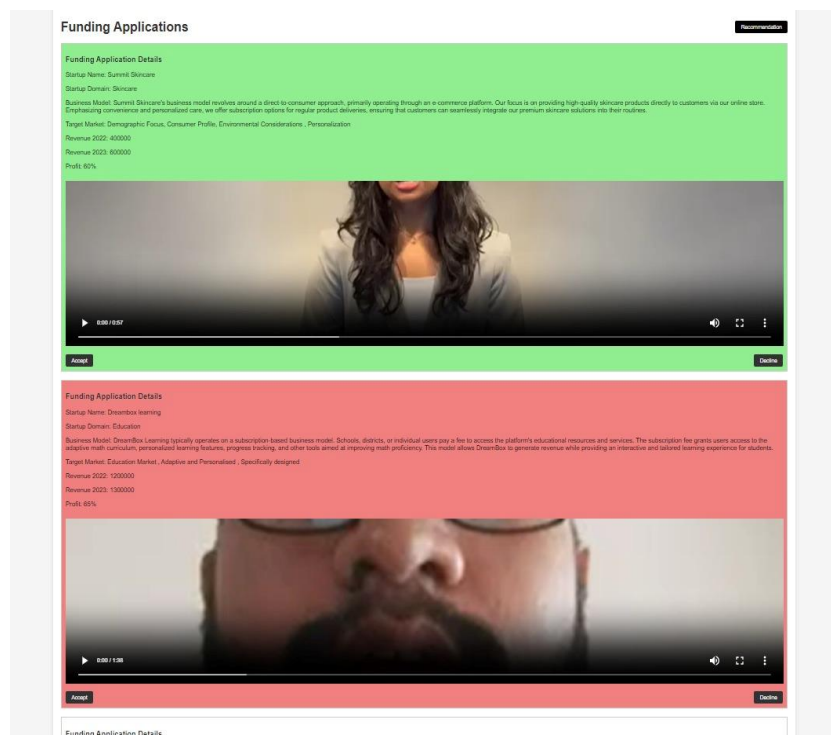 Funding Applications
Recommendation
Funding Application Details
Startup Name: Summit Skincare
Startup Domain: Skincare
Business Model: Summit Skincare's business model revolves around a direct-to-consumer approach, primarily operating through an e-commerce platform. Our focus is on providing high-quality skincare products directly to customers via our online store.
Emphasizing convenience and personalized care, we offer subscription options for regular product deliveries, ensuring that customers can seamlessly integrate our premium skincare solutions into their routines.
Target Market: Demographic Focus, Consumer Profile, Environmental Considerations , Personalization
Revenue 2022: 400000
Revenue 2023: 600000
Profit: 60%
0:00 / 0:57
Accept
Decline
Funding Application Details
Startup Name: Dreambox learning
Startup Domain: Education
Business Model: DreamBox Learning typically operates on a subscription-based business model. Schools, districts, or individual users pay a fee to access the platform's educational resources and services. The subscription fee grants users access to the
adaptive math curriculum, personalized learning features, progress tracking, and other tools aimed at improving math proficiency. This model allows DreamBox to generate revenue while providing an interactive and tailored learning experience for students.
Target Market: Education Market , Adaptive and Personalised , Specifically designed
Revenue 2022: 1200000
Revenue 2023: 1300000
Profit: 65%
0:00 / 1:38
Accept
Decline
Funding Application Details